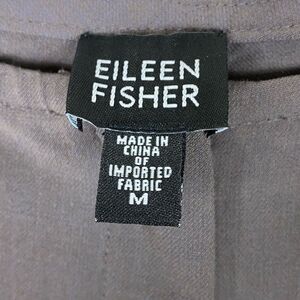 EILEEN
FISHER
MADE IN
CHINA
OF
IMPORTED
FABRIC
M